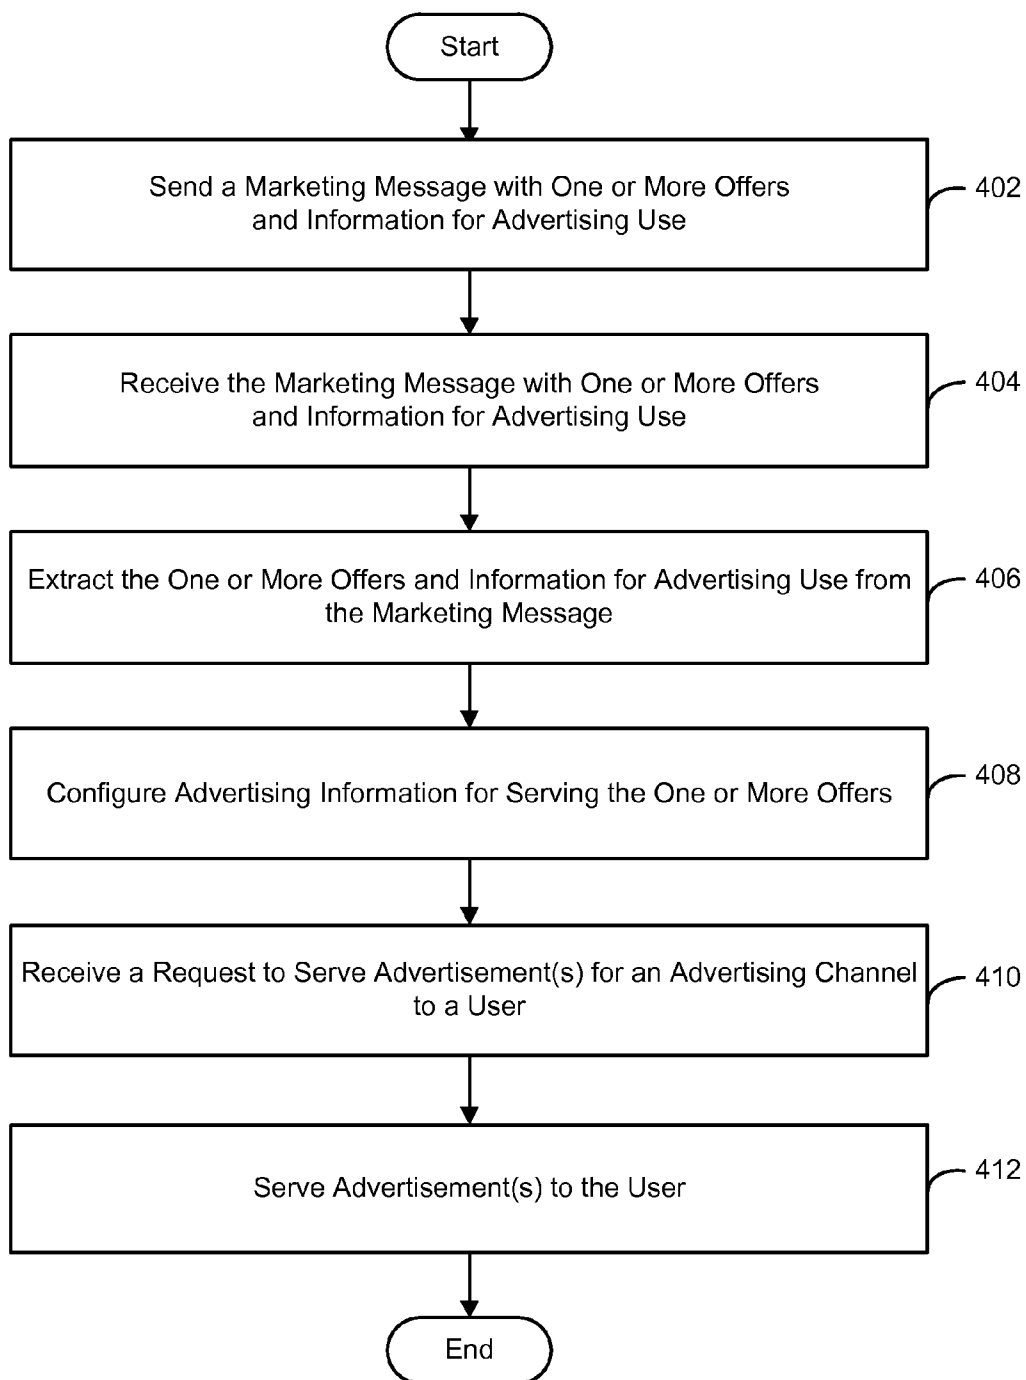 Start
Send a Marketing Message with One or More Offers
and Information for Advertising Use
402
Receive the Marketing Message with One or More Offers
and Information for Advertising Use
404
Extract the One or More Offers and Information for Advertising Use from
the Marketing Message
406
Configure Advertising Information for Serving the One or More Offers
408
Receive a Request to Serve Advertisement(s) for an Advertising Channel
to a User
410
Serve Advertisement(s) to the User
412
End